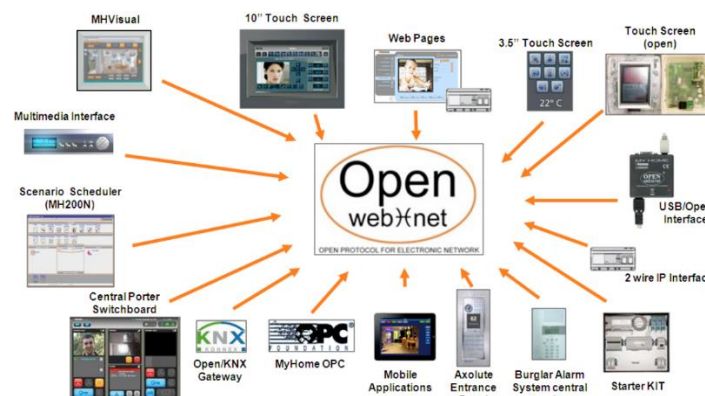 MHVisual
10" Touch Screen
Web Pages
3.5" Touch Screen
Touch Screen
(open)
Multimedia Interface
22° C
Open
web net
OPEN PROTOCOL FOR ELECTRONIC NETWORK
USB/Ope
Interface
Scenario Scheduler
(MH200N)
2 wire IP Interfac
Central Porter
Switchboard
KNX
OPC
FOUNDATION
Open/KNX
Gateway
MyHome OPC
Mobile
Applications
Axolute
Entrance
Burglar Alarm
System central
Starter KIT